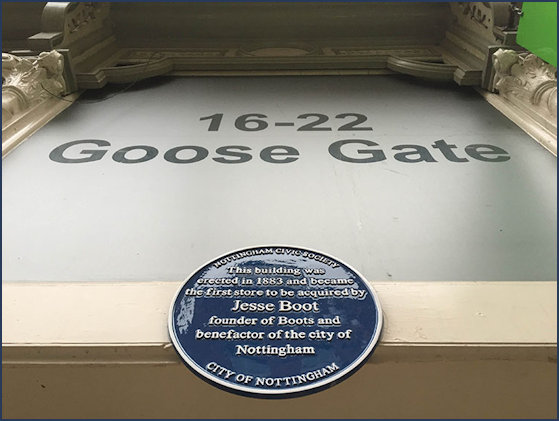 16-22
Goose Gate
NOTTINGHAM CIVIC SOCIETY
This building was
erected in 1883 and became
the first store to be acquired by
Jesse Boot
founder of Boots and
benefactor of the city of
Nottingham
CITY OF NOTTINGHAM